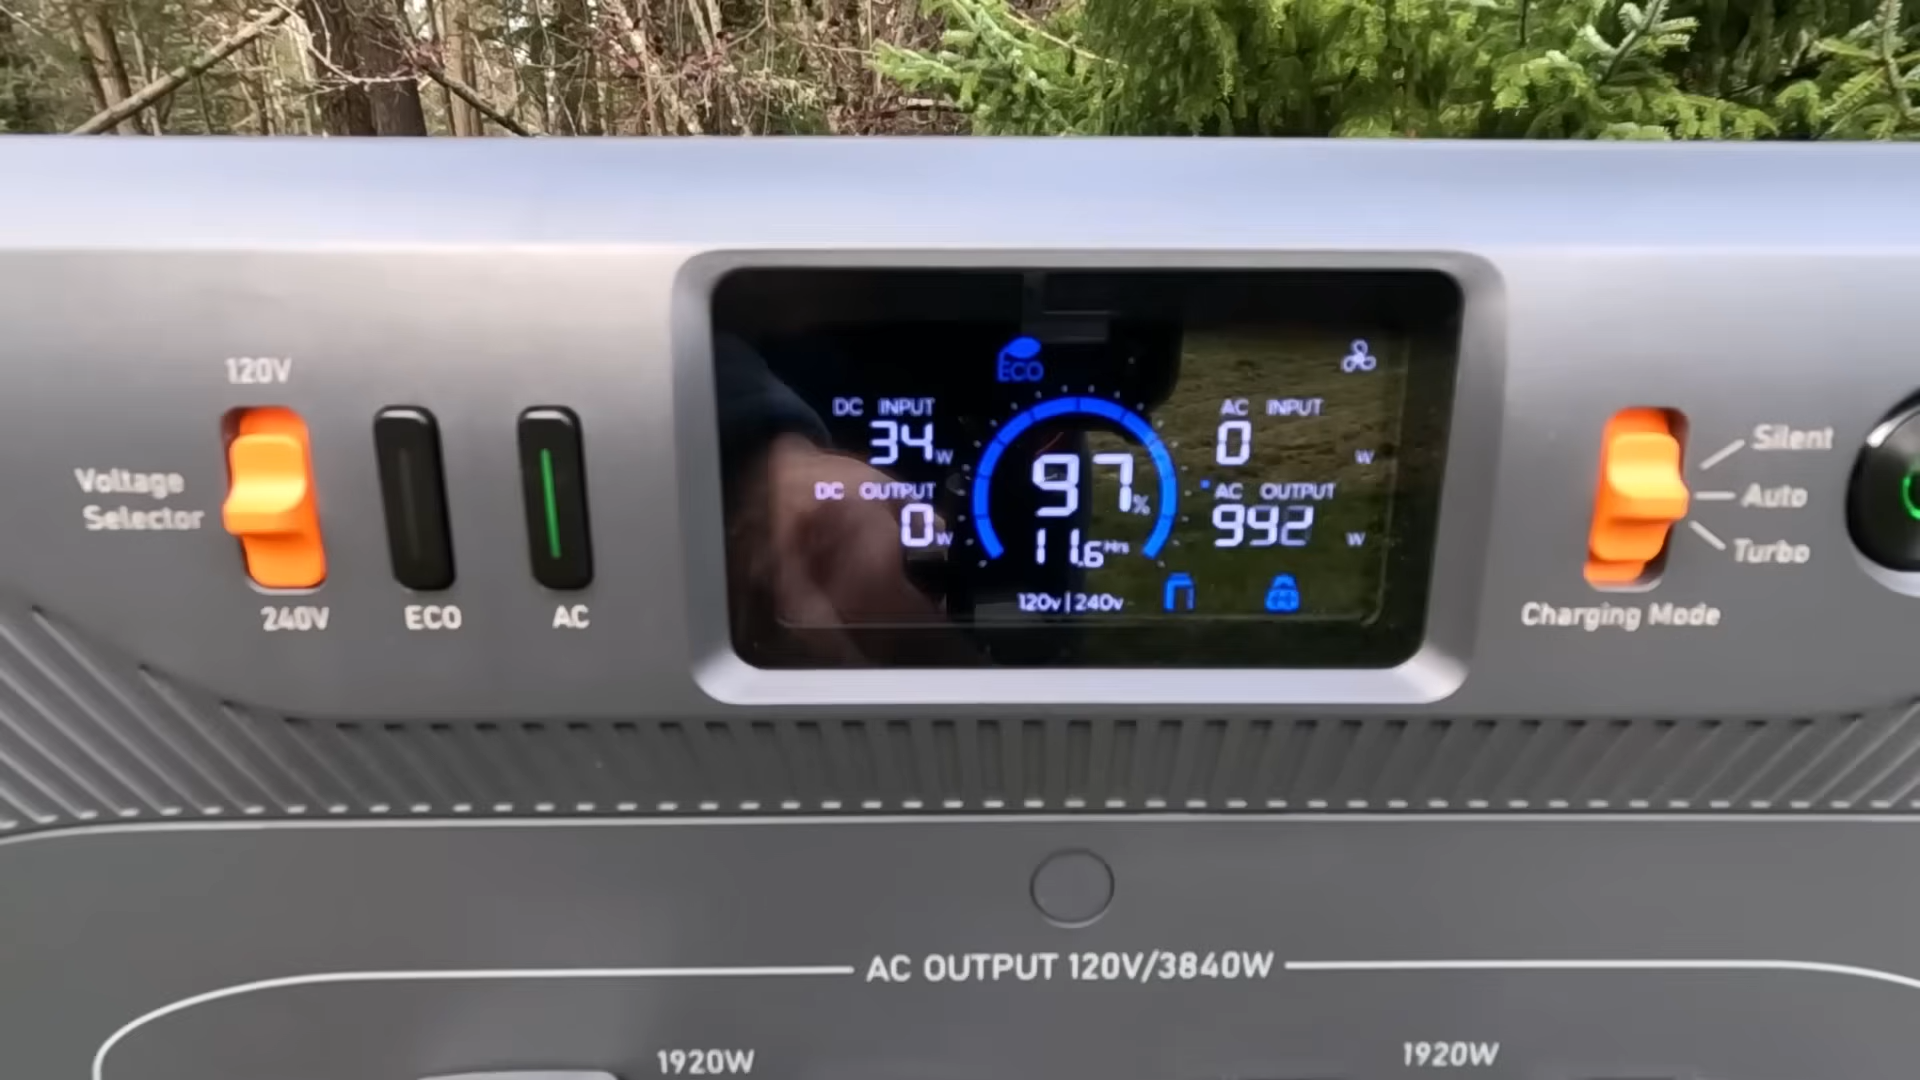 120V
Voltage
Selector
240V
ECO
AC
ECO
DC INPUT
34W
DC OUTPUT
0W
97%
11.6Hrs
120v|240v
AC INPUT
0 W
AC OUTPUT
992 W
Silent
Auto
Turbo
Charging Mode
AC OUTPUT 120V/3840W
1920W
1920W